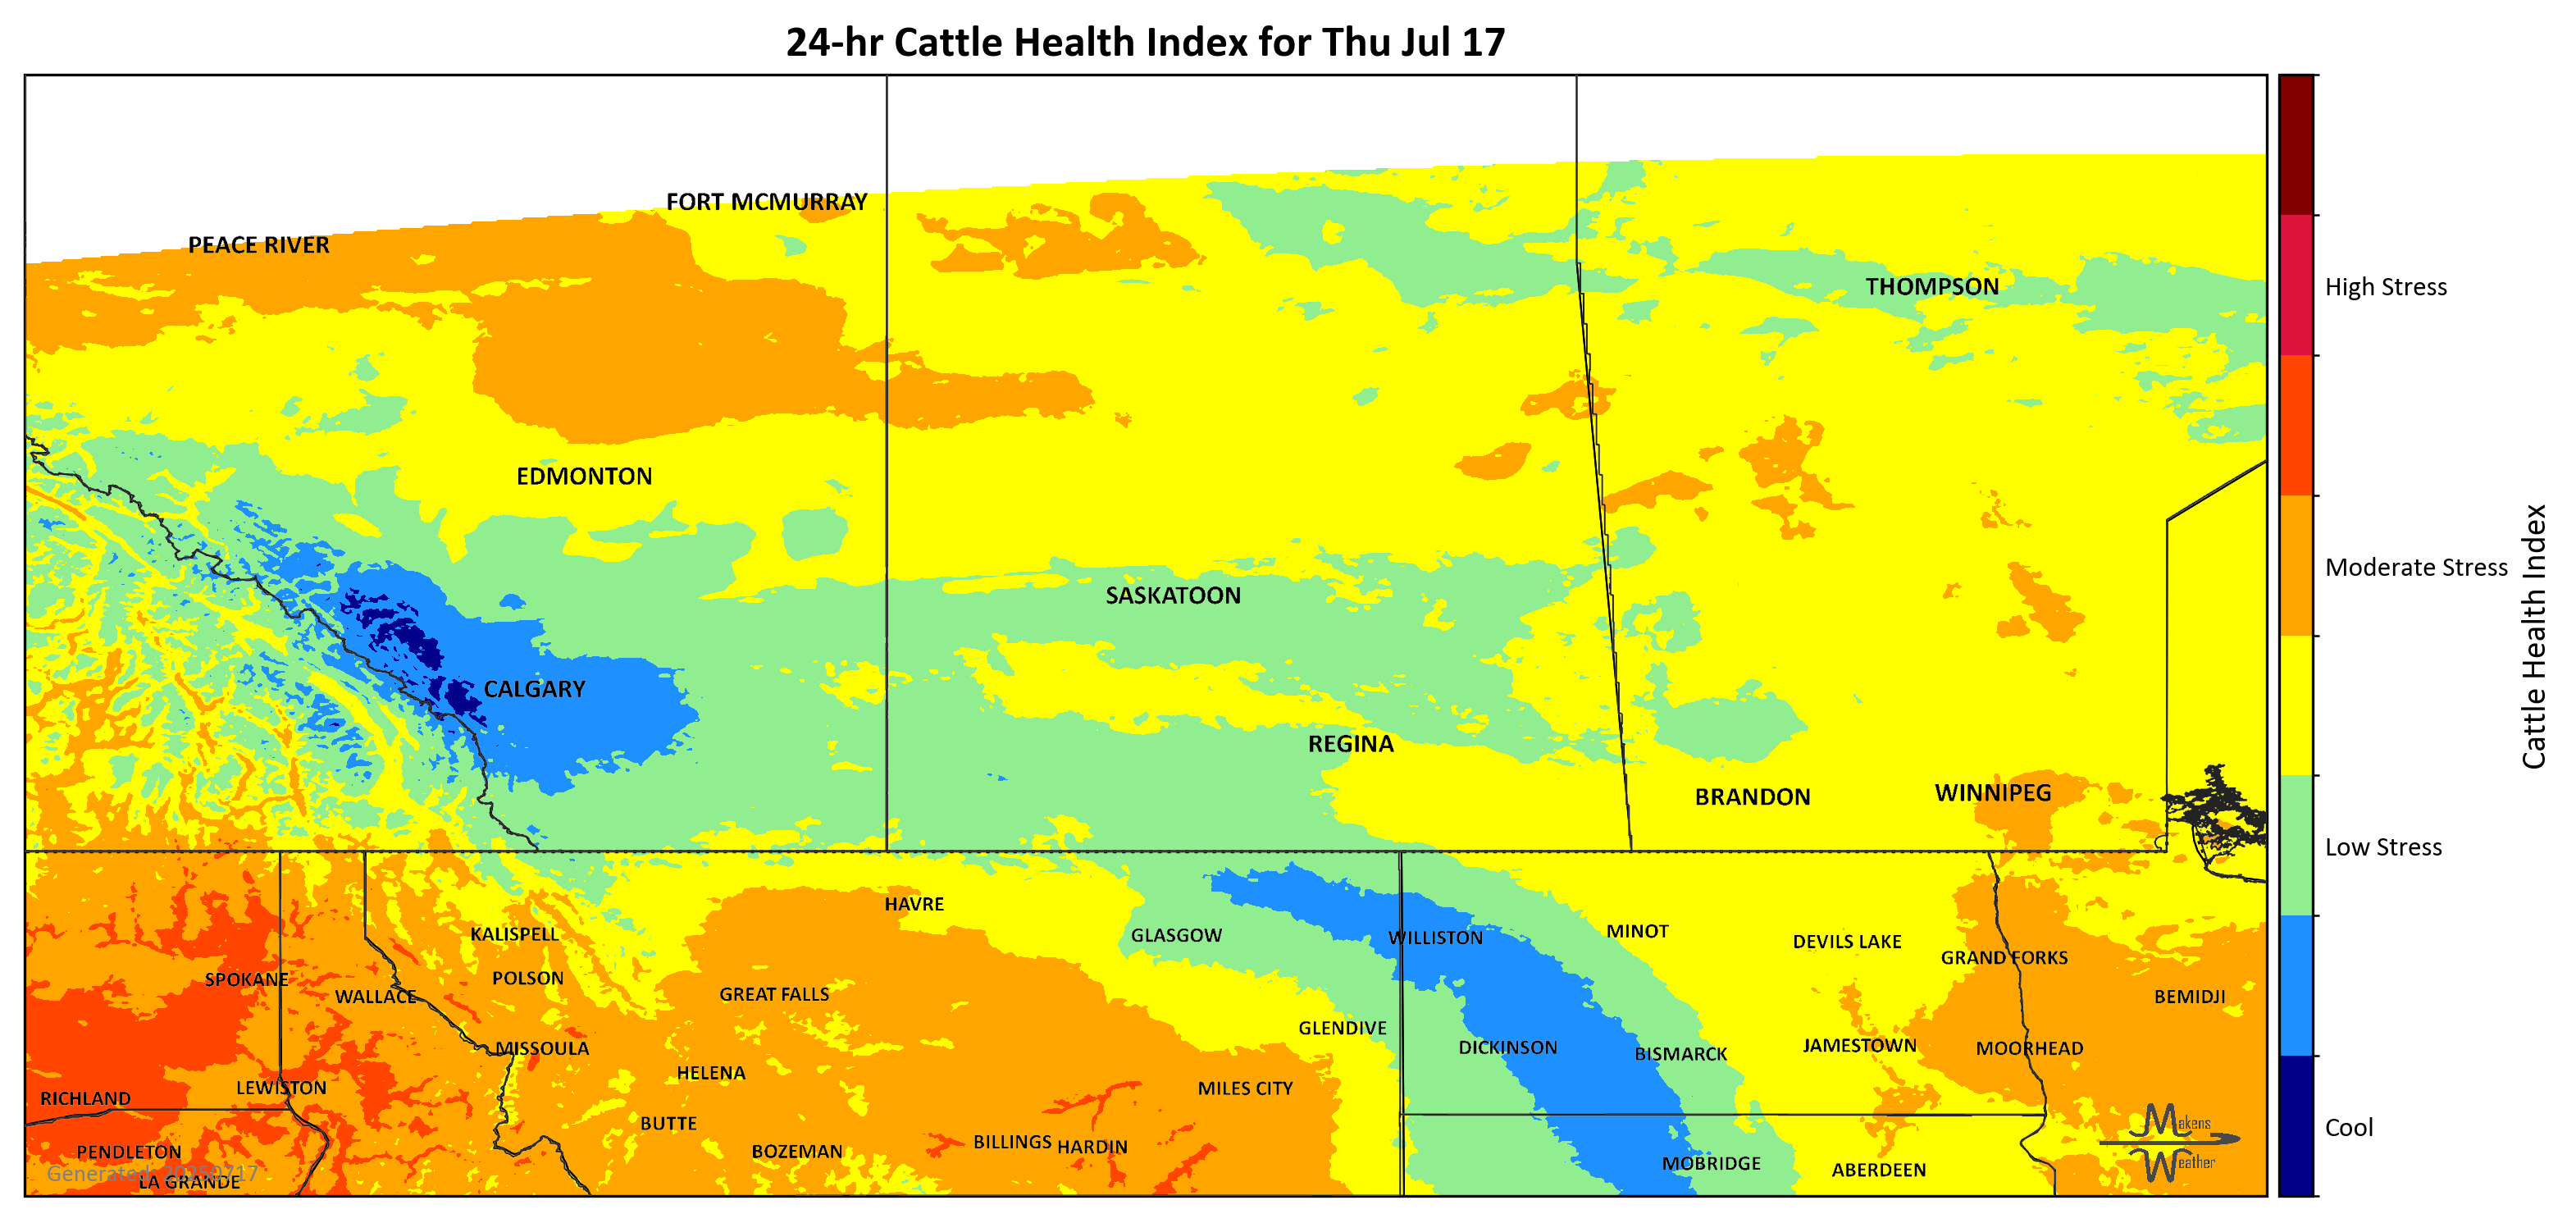 24-hr Cattle Health Index for Thu Jul 17
FORT MCMURRAY
PEACE RIVER
THOMPSON
High Stress
EDMONTON
Moderate Stress
SASKATOON
Cattle Health Index
CALGARY
REGINA
BRANDON
WINNIPEG
Low Stress
HAVRE
KALISPELL
GLASGOW
WILLISTON
MINOT
DEVILS LAKE
GRAND FORKS
SPOKANE
WALLACE
POLSON
GREAT FALLS
BEMIDJI
GLENDIVE
MISSOULA
DICKINSON
BISMARCK
JAMESTOWN
MOORHEAD
HELENA
RICHLAND
LEWISTON
MILES CITY
BUTTE
Makens
Cool
PENDLETON
BOZEMAN
BILLINGS
HARDIN
MOBRIDGE
ABERDEEN
Weather
Generated: 20250717
LA GRANDE